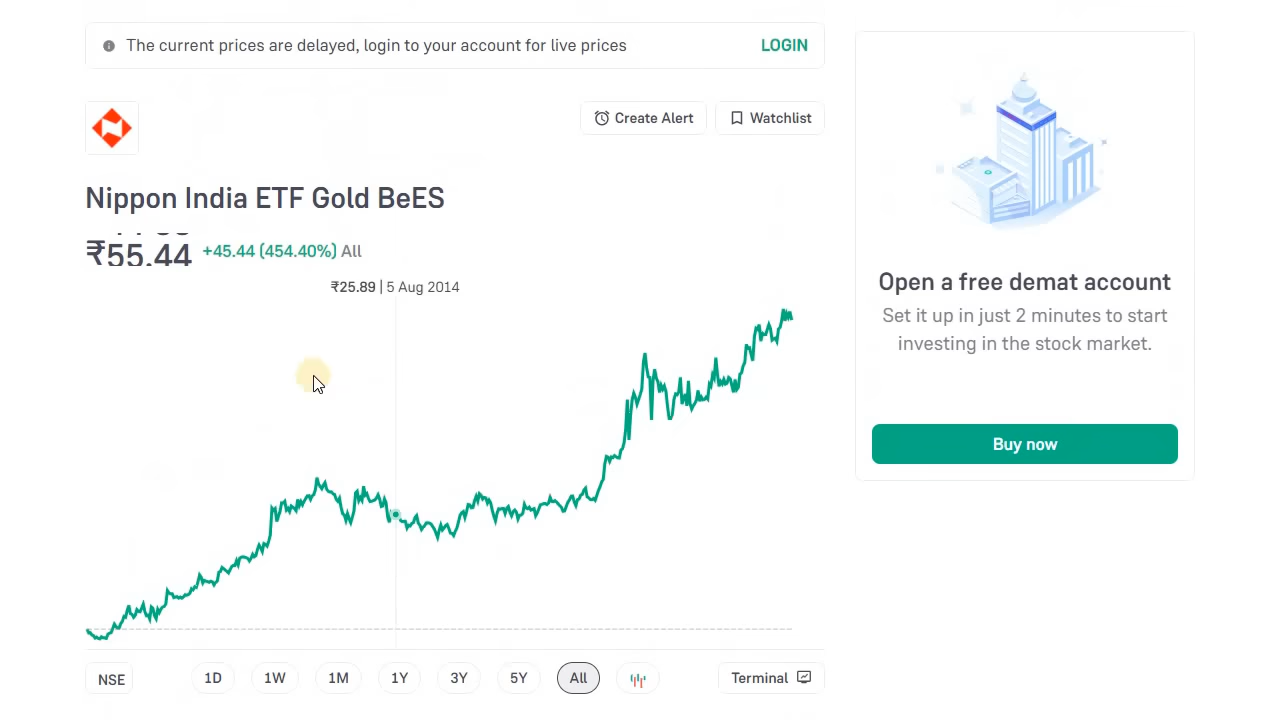 The current prices are delayed, login to your account for live prices
LOGIN
Create Alert
Watchlist
Nippon India ETF Gold BeES
₹55.44 +45.44 (454.40%) All
₹25.89 | 5 Aug 2014
NSE
1D
1W
1M
1Y
3Y
5Y
All
Terminal
Open a free demat account
Set it up in just 2 minutes to start
investing in the stock market.
Buy now